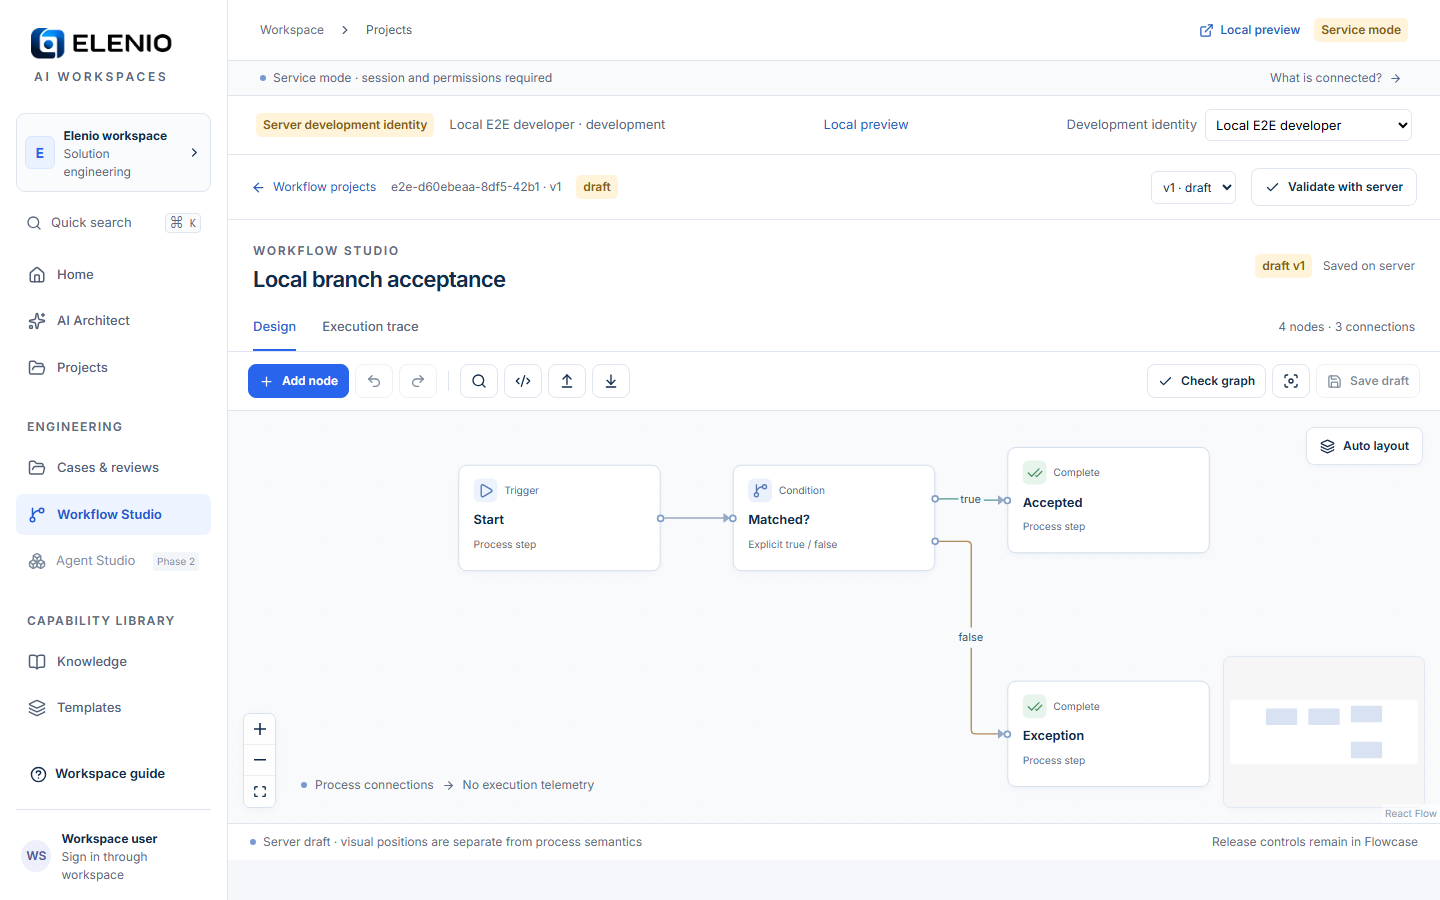 ELENIO
AI WORKSPACES
E
Elenio workspace
Solution
engineering
Quick search
⌘ K
Home
AI Architect
Projects
ENGINEERING
Cases & reviews
Workflow Studio
Agent Studio
Phase 2
CAPABILITY LIBRARY
Knowledge
Templates
Workspace guide
WS
Workspace user
Sign in through
workspace
Workspace
Projects
Local preview
Service mode
Service mode · session and permissions required
What is connected? →
Server development identity
Local E2E developer · development
Local preview
Development identity
Local E2E developer
← Workflow projects
e2e-d60ebeaa-8df5-42b1 · v1
draft
v1 · draft
Validate with server
WORKFLOW STUDIO
Local branch acceptance
draft v1
Saved on server
Design
Execution trace
4 nodes · 3 connections
+ Add node
Check graph
Save draft
Auto layout
Trigger
Start
Process step
Condition
Matched?
Explicit true / false
true
false
Complete
Accepted
Process step
Complete
Exception
Process step
Process connections → No execution telemetry
React Flow
Server draft · visual positions are separate from process semantics
Release controls remain in Flowcase